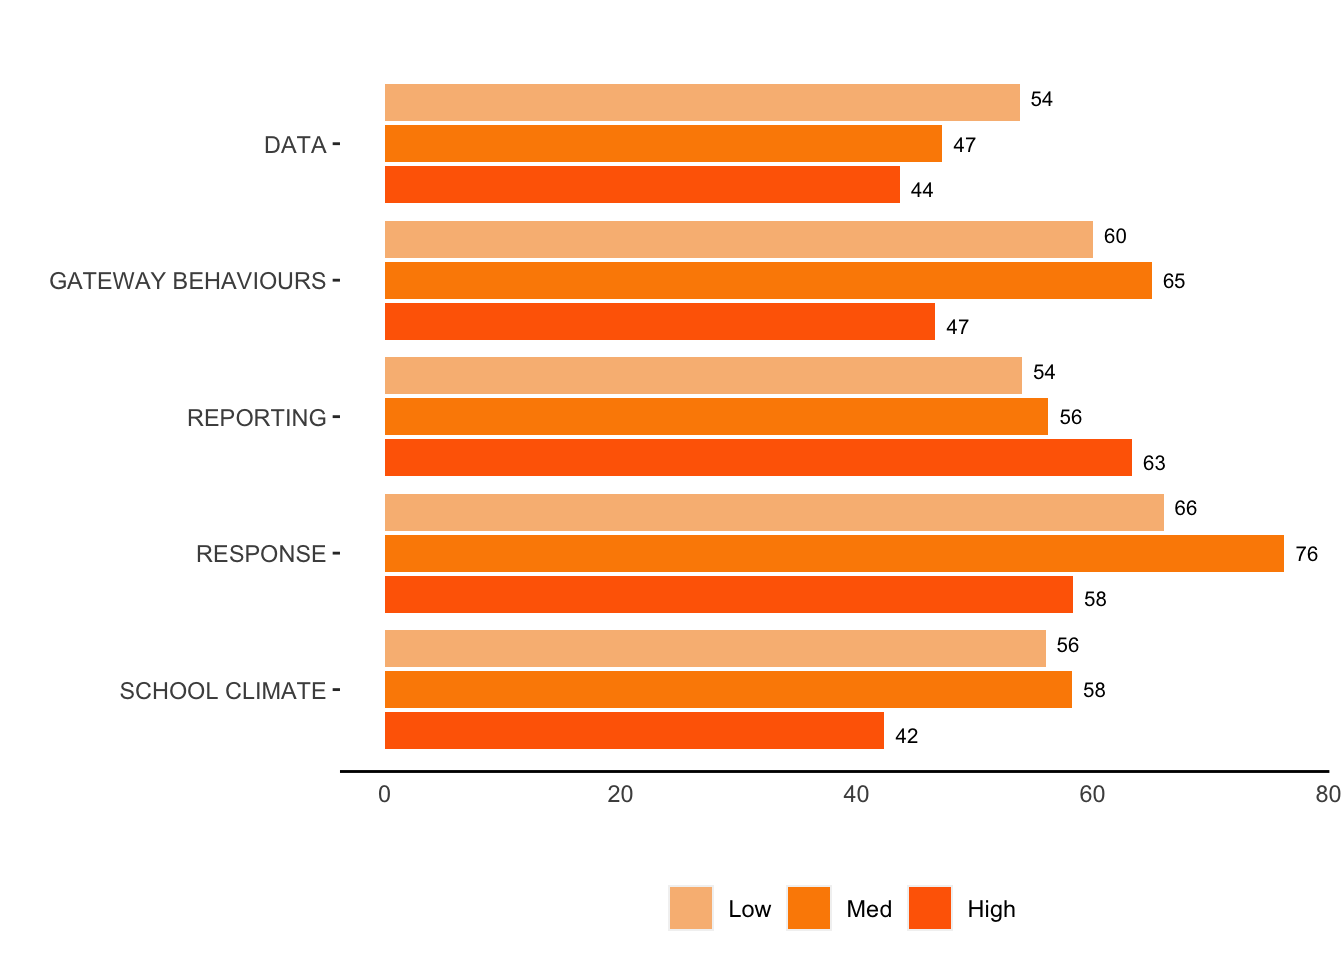 54
DATA
47
44
60
GATEWAY BEHAVIOURS
65
47
54
REPORTING
56
63
66
RESPONSE
76
58
56
SCHOOL CLIMATE
58
42
0 20 40 60 80
Low Med High